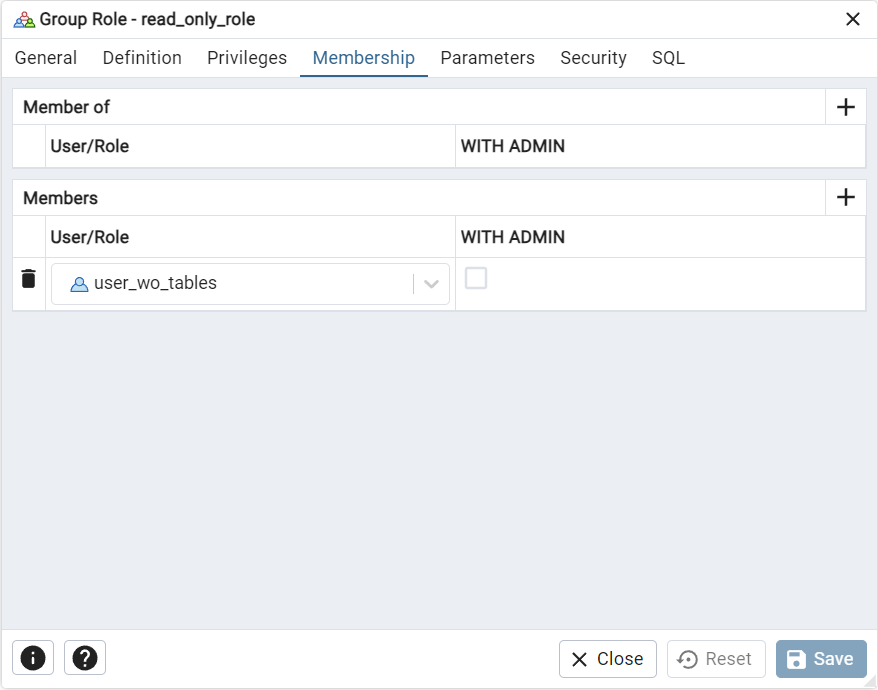 Group Role - read_only_role
General Definition Privileges Membership Parameters Security SQL
Member of
User/Role WITH ADMIN
Members
User/Role WITH ADMIN
user_wo_tables
Close Reset Save